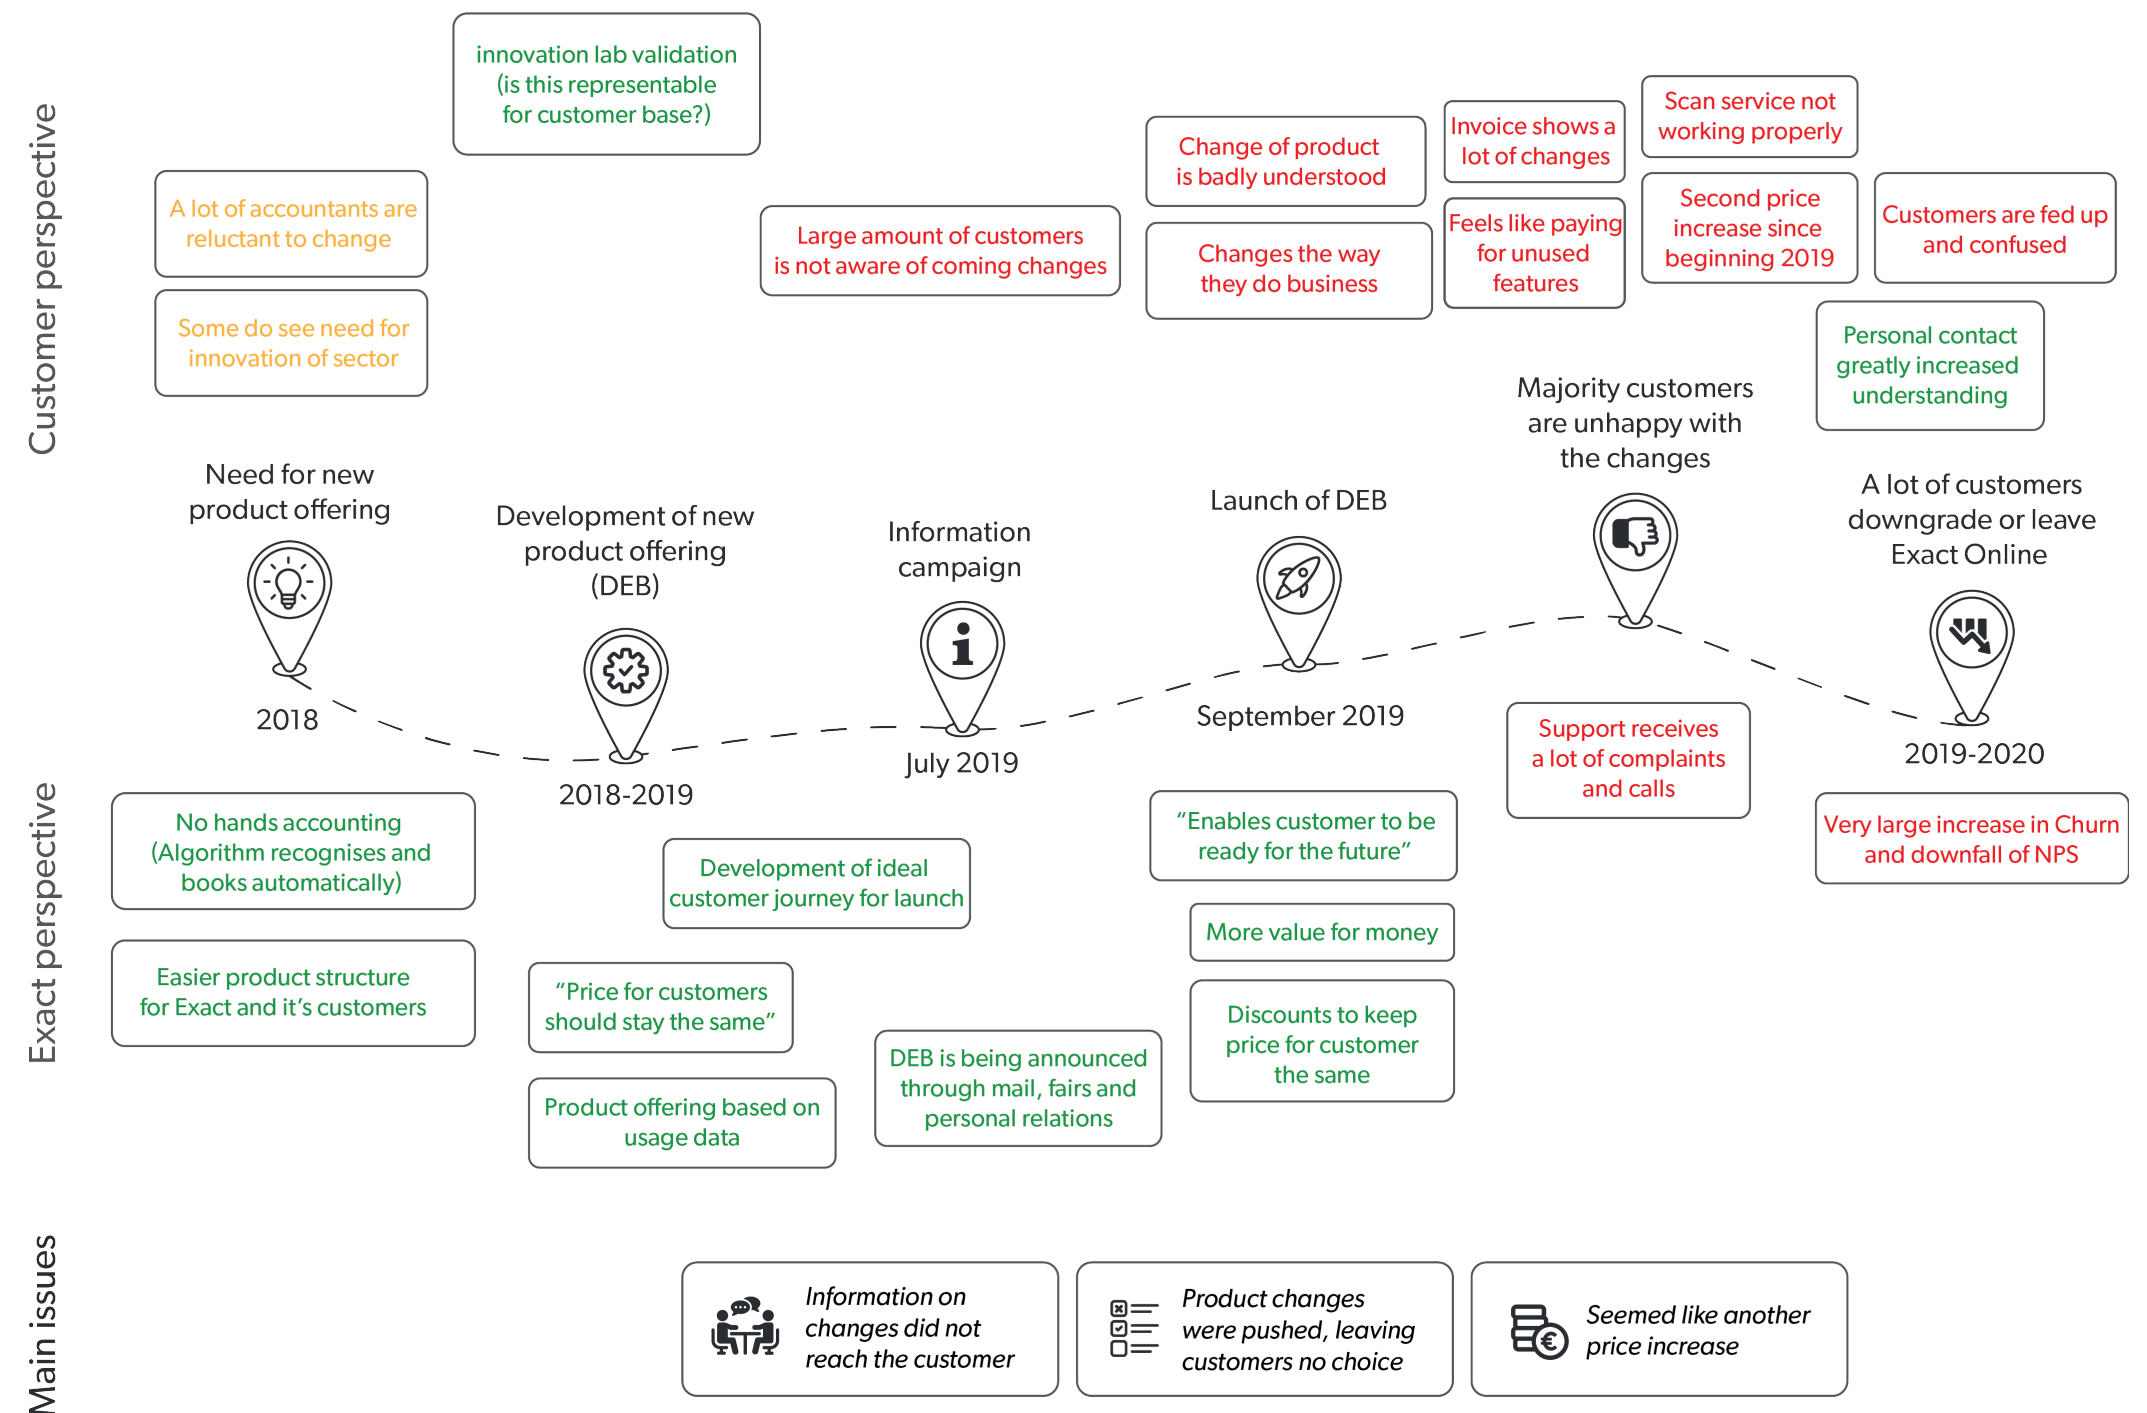 Customer perspective
innovation lab validation
(is this representable
for customer base?)
A lot of accountants are
reluctant to change
Some do see need for
innovation of sector
Large amount of customers
is not aware of coming changes
Change of product
is badly understood
Changes the way
they do business
Invoice shows a
lot of changes
Feels like paying
for unused
features
Scan service not
working properly
Second price
increase since
beginning 2019
Customers are fed up
and confused
Personal contact
greatly increased
understanding
Need for new
product offering
2018
Development of new
product offering
(DEB)
2018-2019
Information
campaign
July 2019
Launch of DEB
September 2019
Majority customers
are unhappy with
the changes
A lot of customers
downgrade or leave
Exact Online
2019-2020
Exact perspective
No hands accounting
(Algorithm recognises and
books automatically)
Easier product structure
for Exact and it’s customers
Development of ideal
customer journey for launch
“Price for customers
should stay the same”
Product offering based on
usage data
DEB is being announced
through mail, fairs and
personal relations
“Enables customer to be
ready for the future”
More value for money
Discounts to keep
price for customer
the same
Support receives
a lot of complaints
and calls
Very large increase in Churn
and downfall of NPS
Main issues
Information on
changes did not
reach the customer
Product changes
were pushed, leaving
customers no choice
Seemed like another
price increase